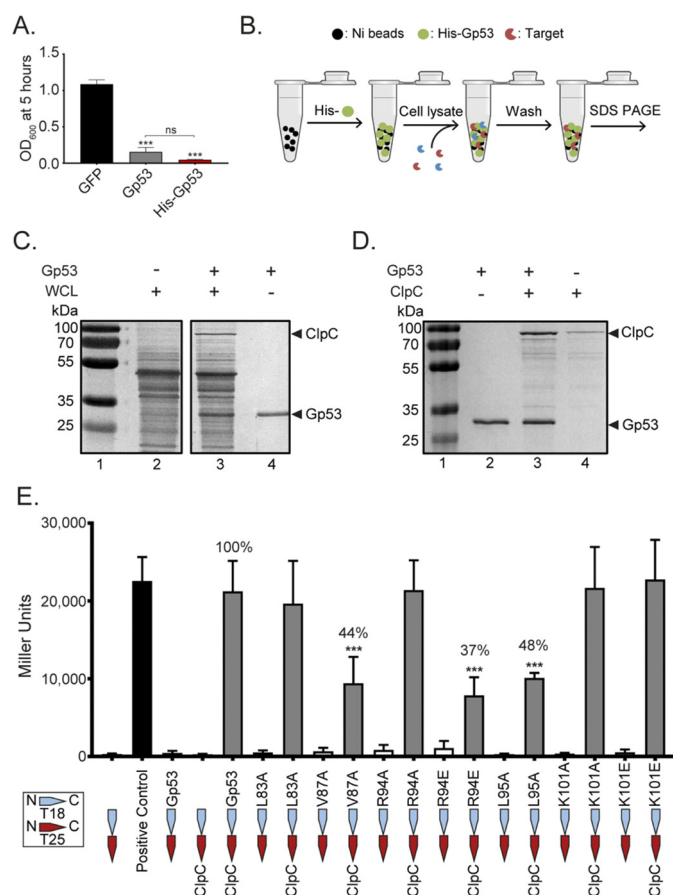 A.
OD600 at 5 hours
1.5
1.0
0.5
0.0
ns
***
***
GFP
Gp53
His-Gp53
B.
: Ni beads : His-Gp53 : Target
His-
Cell lysate
Wash
SDS PAGE
C.
Gp53 - + +
WCL + + -
kDa
100
70
55
35
25
ClpC
Gp53
1 2 3 4
D.
Gp53 + + -
ClpC - + +
kDa
100
70
55
35
25
ClpC
Gp53
1 2 3 4
E.
Miller Units
30,000
20,000
10,000
0
100%
44%
***
37%
***
48%
***
Positive Control
Gp53
Gp53
L83A
L83A
V87A
V87A
R94A
R94A
R94E
R94E
L95A
L95A
K101A
K101A
K101E
K101E
N C
T18
N C
T25
ClpC
ClpC
ClpC
ClpC
ClpC
ClpC
ClpC
ClpC
ClpC